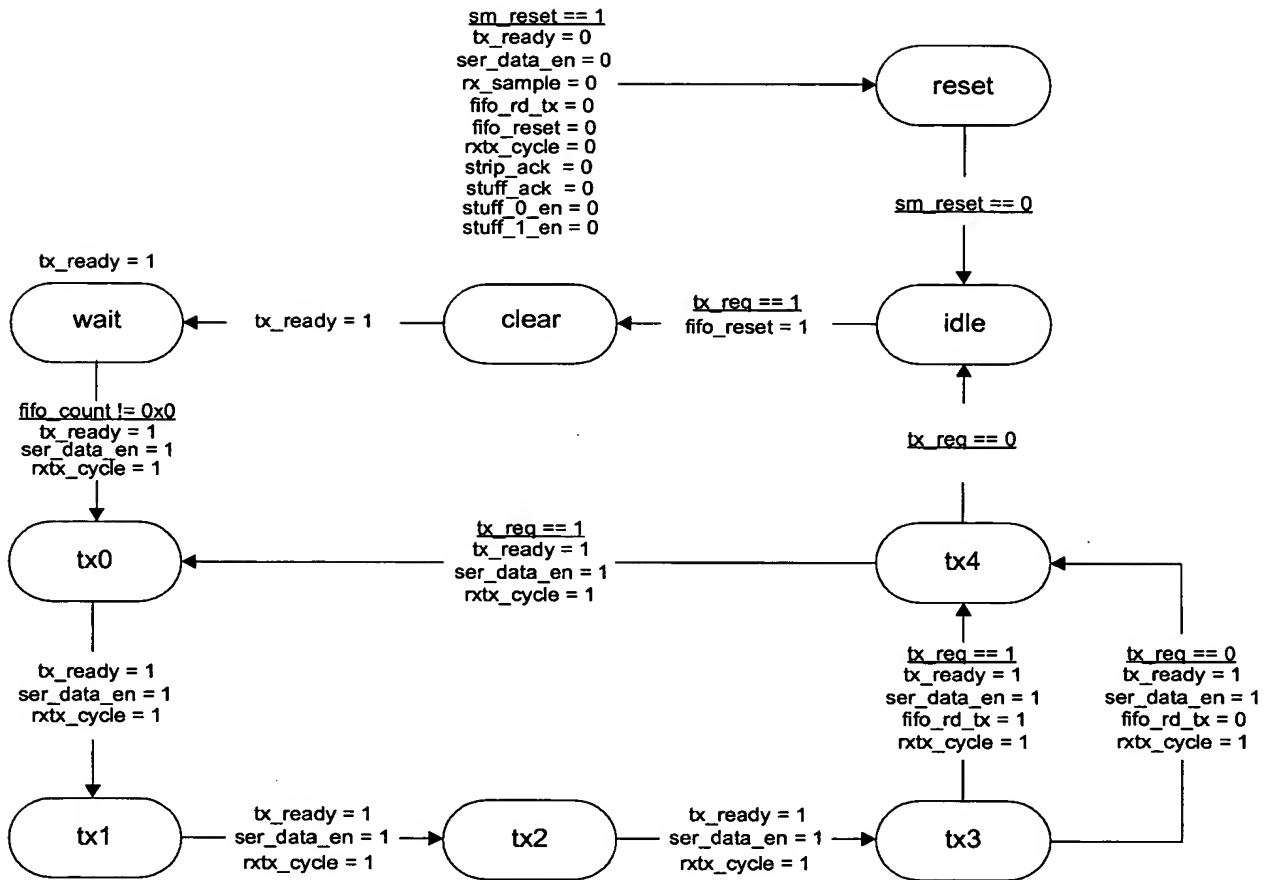 sm_reset == 1
tx_ready = 0
ser_data_en = 0
rx_sample = 0
fifo_rd_tx = 0
fifo_reset = 0
rxtx_cycle = 0
strip_ack = 0
stuff_ack = 0
stuff_0_en = 0
stuff_1_en = 0
reset
sm_reset == 0
tx_ready = 1
wait
tx_ready = 1
clear
tx_req == 1
fifo_reset = 1
idle
fifo_count != 0x0
tx_ready = 1
ser_data_en = 1
rxtx_cycle = 1
tx_req == 0
tx0
tx_req == 1
tx_ready = 1
ser_data_en = 1
rxtx_cycle = 1
tx4
tx_ready = 1
ser_data_en = 1
rxtx_cycle = 1
tx_req == 1
tx_ready = 1
ser_data_en = 1
fifo_rd_tx = 1
rxtx_cycle = 1
tx_req == 0
tx_ready = 1
ser_data_en = 1
fifo_rd_tx = 0
rxtx_cycle = 1
tx1
tx_ready = 1
ser_data_en = 1
rxtx_cycle = 1
tx2
tx_ready = 1
ser_data_en = 1
rxtx_cycle = 1
tx3